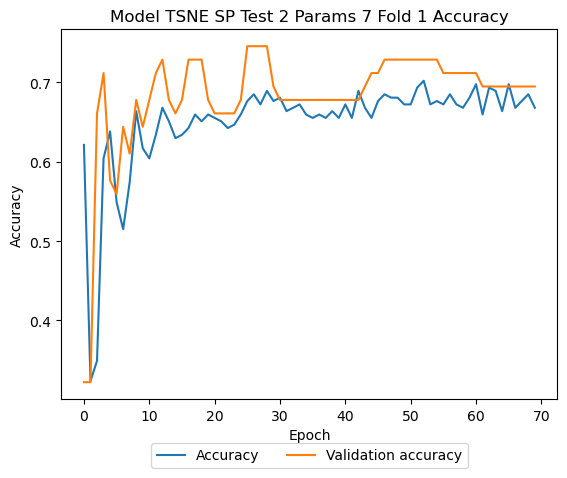 Model TSNE SP Test 2 Params 7 Fold 1 Accuracy
0.7
0.6
0.5
0.4
Accuracy
0 10 20 30 40 50 60 70
Epoch
Accuracy Validation accuracy